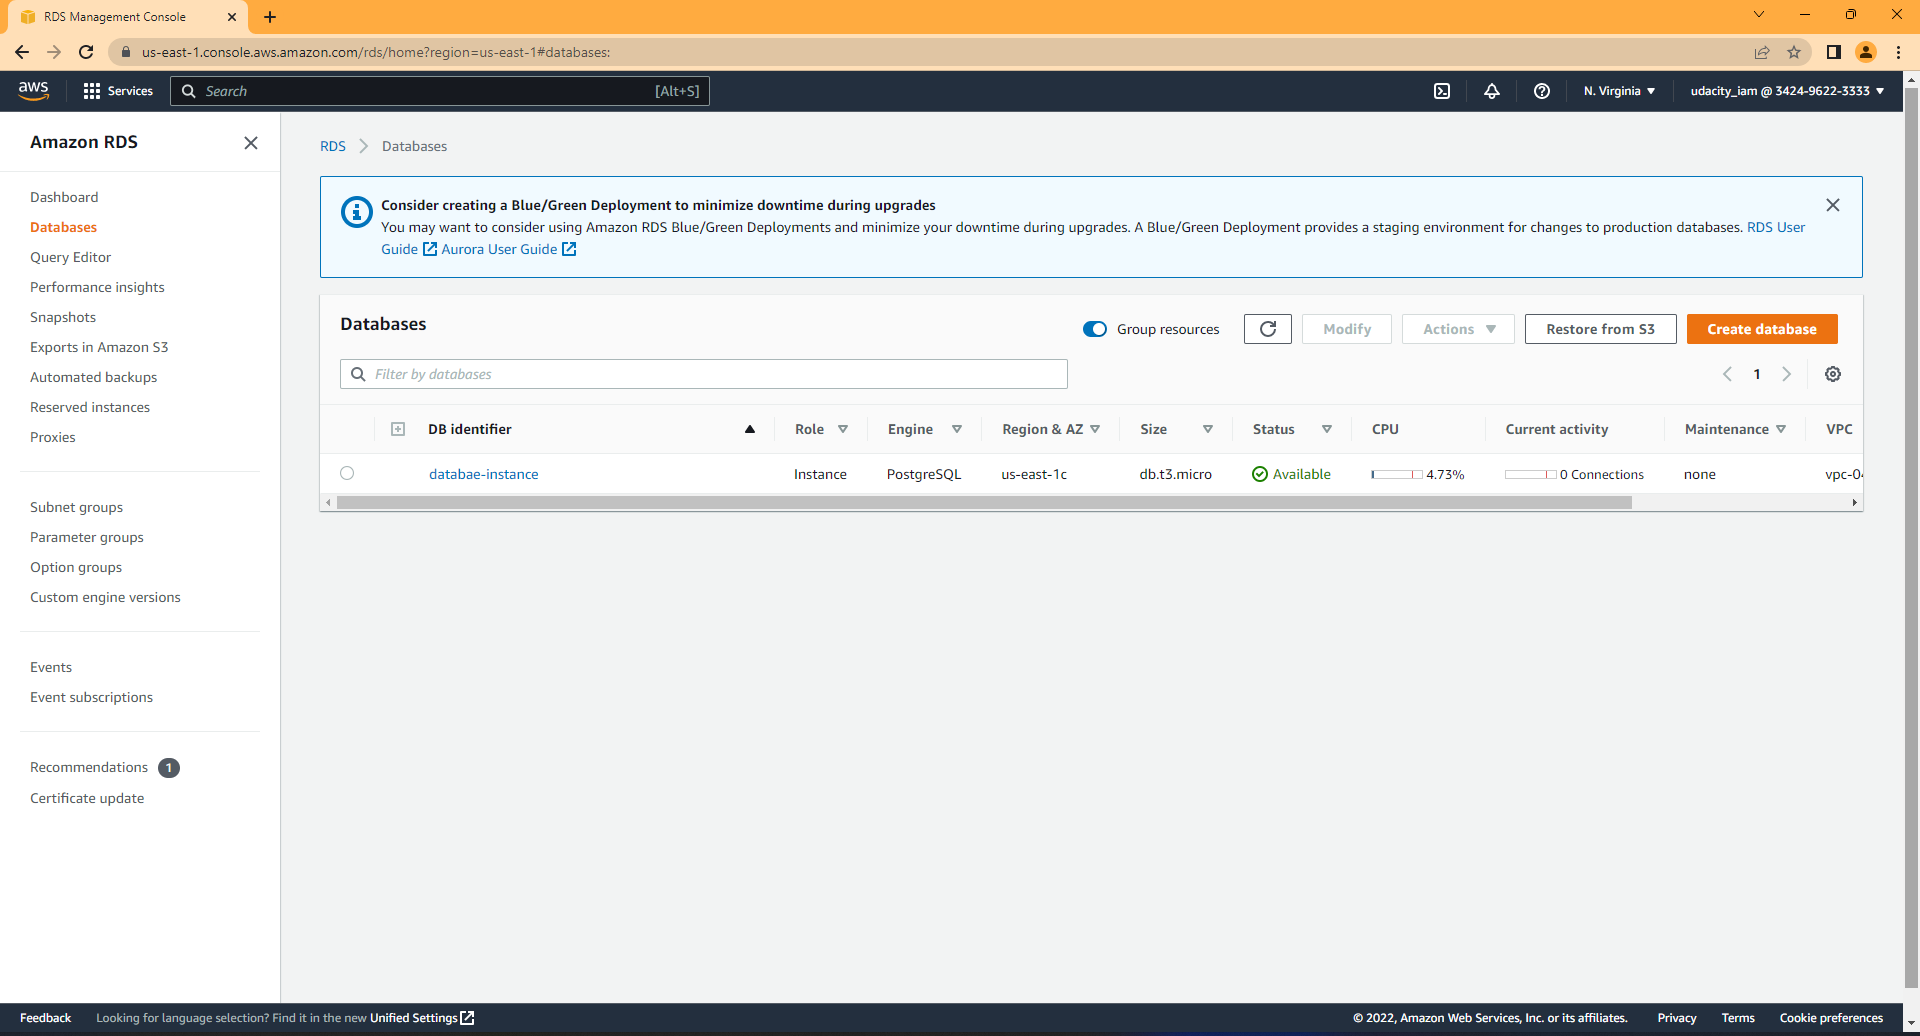 RDS Management Console
us-east-1.console.aws.amazon.com/rds/home?region=us-east-1#databases:
aws
Services
Search
[Alt+S]
N. Virginia
udacity_iam @ 3424-9622-3333
Amazon RDS
Dashboard
Databases
Query Editor
Performance insights
Snapshots
Exports in Amazon S3
Automated backups
Reserved instances
Proxies
Subnet groups
Parameter groups
Option groups
Custom engine versions
Events
Event subscriptions
Recommendations 1
Certificate update
RDS Databases
Consider creating a Blue/Green Deployment to minimize downtime during upgrades
You may want to consider using Amazon RDS Blue/Green Deployments and minimize your downtime during upgrades. A Blue/Green Deployment provides a staging environment for changes to production databases. RDS User
Guide Aurora User Guide
Databases
Group resources
Modify
Actions
Restore from S3
Create database
Filter by databases
1
DB identifier Role Engine Region & AZ Size Status CPU Current activity Maintenance VPC
databae-instance Instance PostgreSQL us-east-1c db.t3.micro Available 4.73% 0 Connections none vpc-04
Feedback Looking for language selection? Find it in the new Unified Settings
© 2022, Amazon Web Services, Inc. or its affiliates. Privacy Terms Cookie preferences